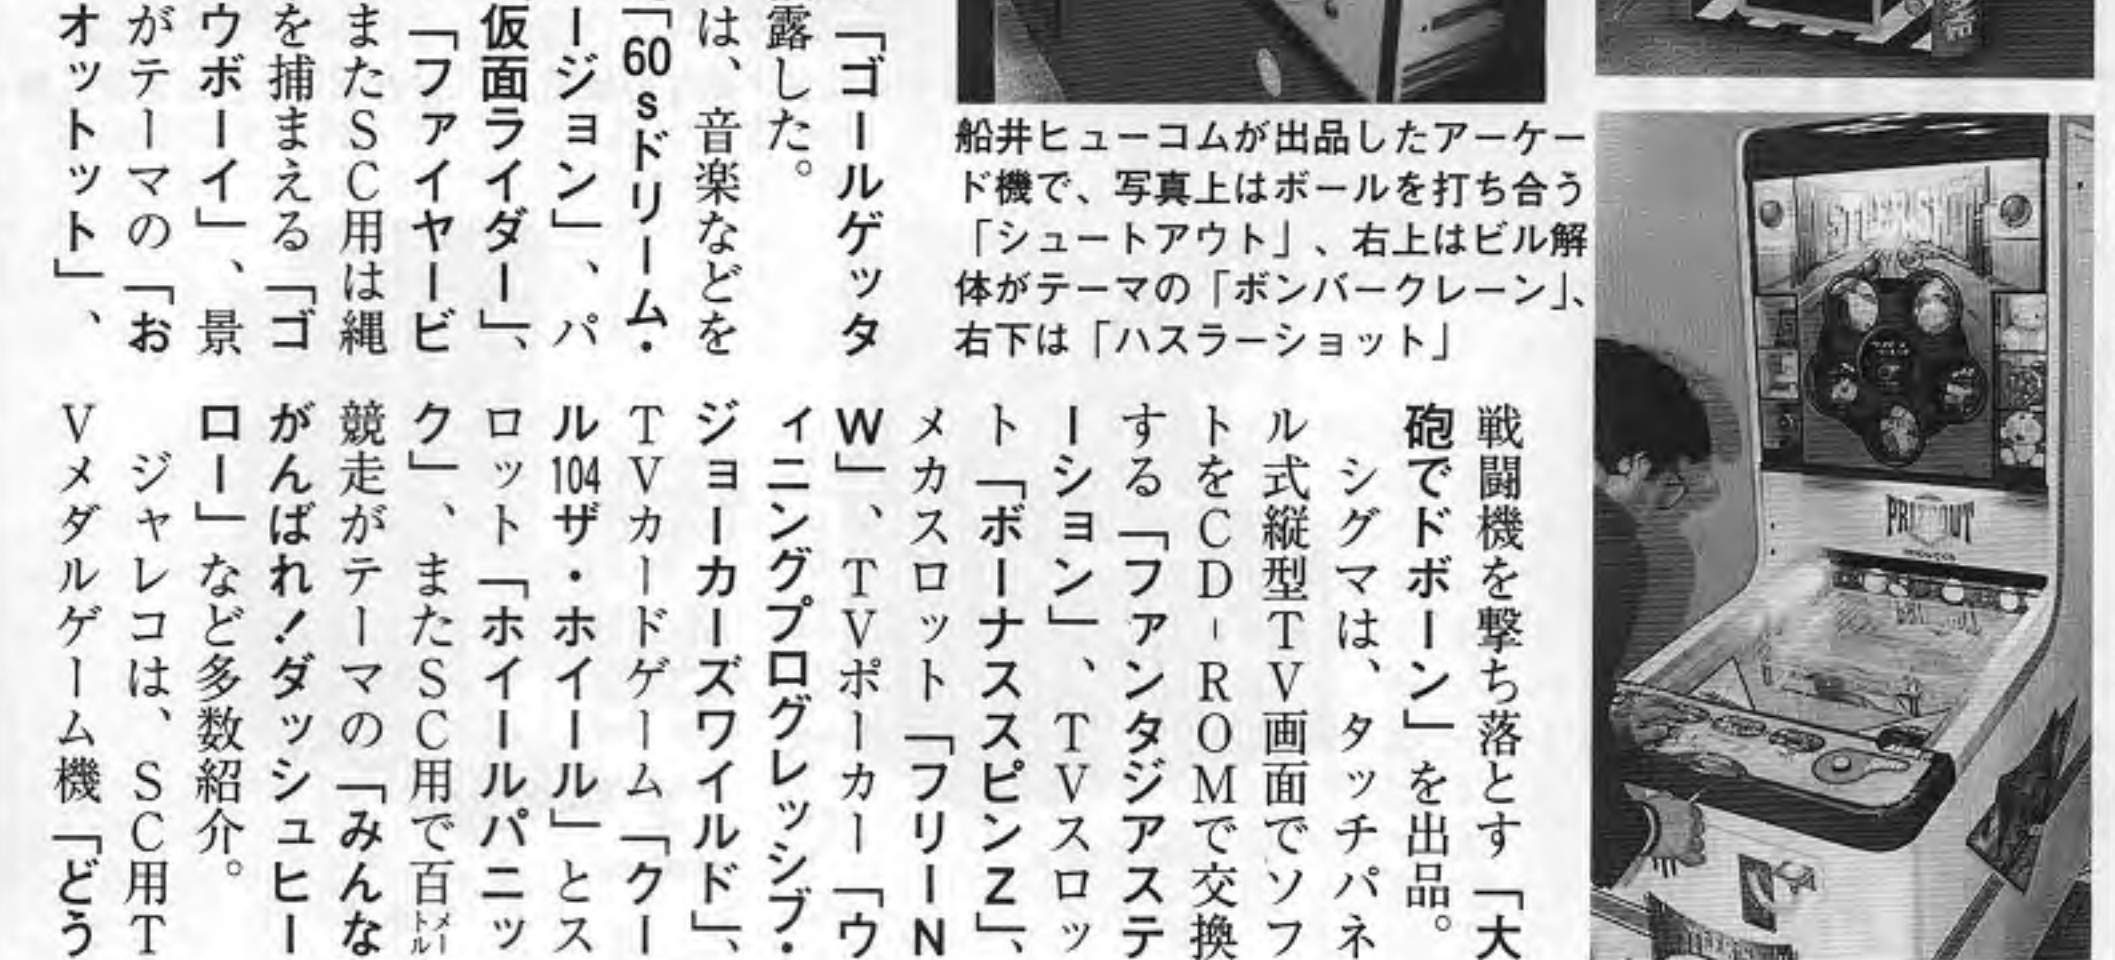 「ゴールゲッタ
露した。
は、音楽などを
「60sドリーム・
ージョン」、パ
仮面ライダー」、
「ファイヤービ
またSC用は縄
を捕まえる「ゴ
ウボーイ」、景
がテーマの「お
オットット」、
船井ヒューコムが出品したアーケー
ド機で、写真上はボールを打ち合う
「シュートアウト」、右上はビル解
体がテーマの「ボンバークレーン」、
右下は「ハスラーショット」
戦闘機を撃ち落とす「大
砲でドボーン」を出品。
シグマは、タッチパネ
ル式縦型TV画面でソフ
トをCD-ROMで交換
する「ファンタジアステ
ーション」、TVスロッ
ト「ボーナススピンZ」、
メカスロット「フリーN
W」、TVポーカー「ウ
ィニングプログレッシブ・
ジョーカーズワイルド」、
TVカードゲーム「クー
ル104ザ・ホイール」とス
ロット「ホイールパニッ
ク」、またSC用で百メートル
競走がテーマの「みんな
がんばれ！ダッシュヒー
ロー」など多数紹介。
ジャレコは、SC用T
Vメダルゲーム機「どう
PRIZEOUT